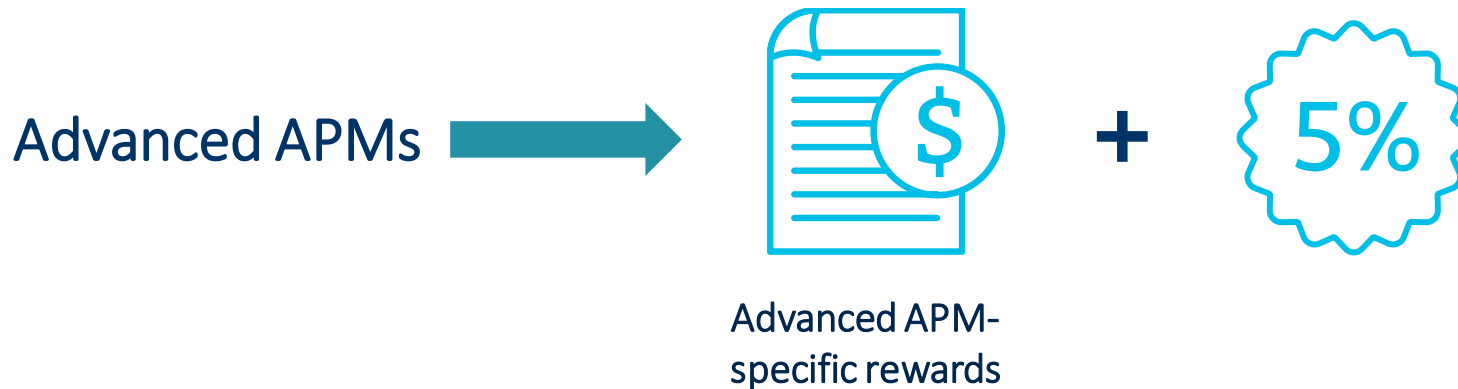 Advanced APMs
$
+
5%
Advanced APM-
specific rewards